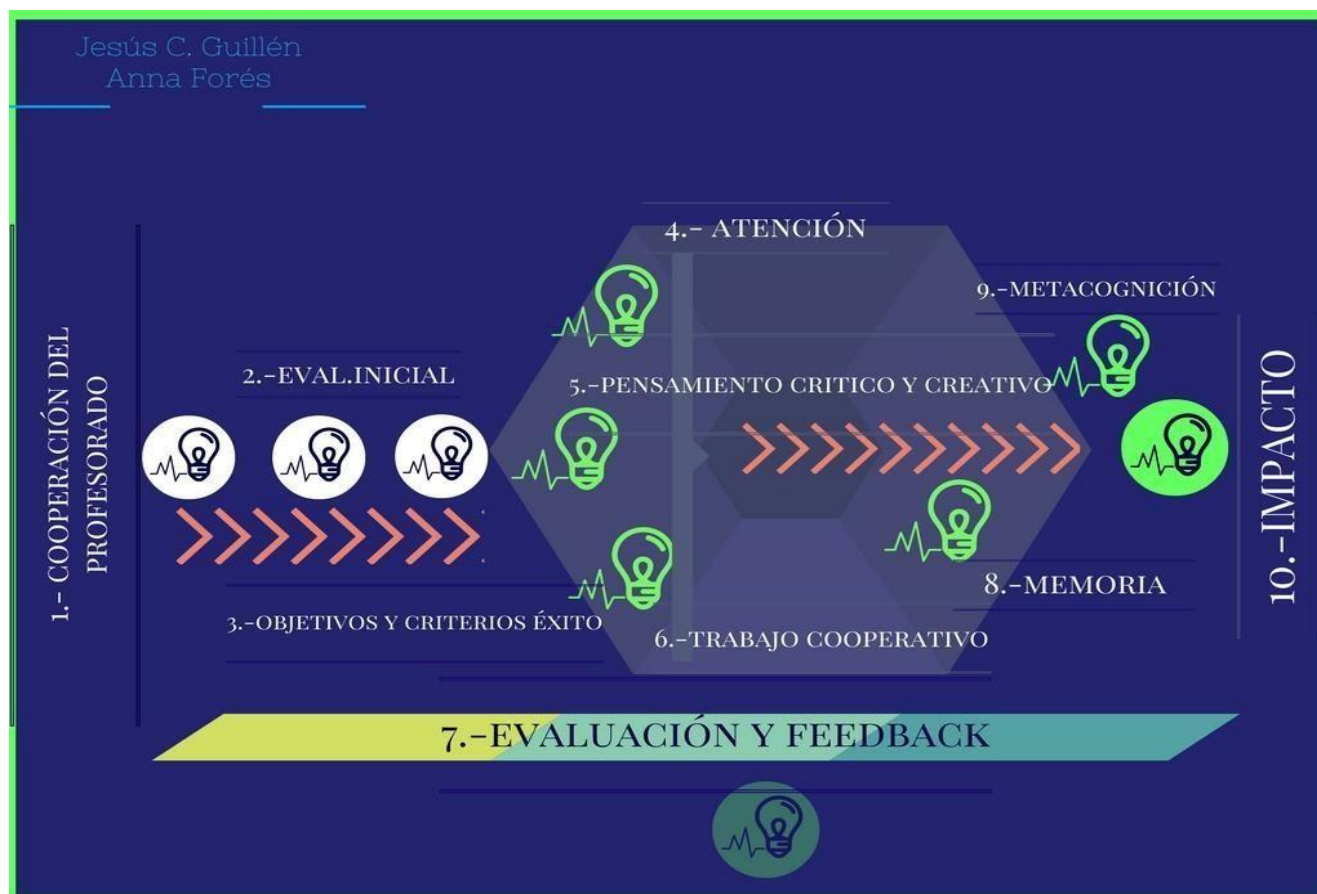 Jesús C. Guillén
Anna Forés
1.- COOPERACIÓN DEL
PROFESORADO
2.-EVAL.INICIAL
3.-OBJETIVOS Y CRITERIOS ÉXITO
4.- ATENCIÓN
5.-PENSAMIENTO CRITICO Y CREATIVO
6.-TRABAJO COOPERATIVO
7.-EVALUACIÓN Y FEEDBACK
8.-MEMORIA
9.-METACOGNICIÓN
10.-IMPACTO